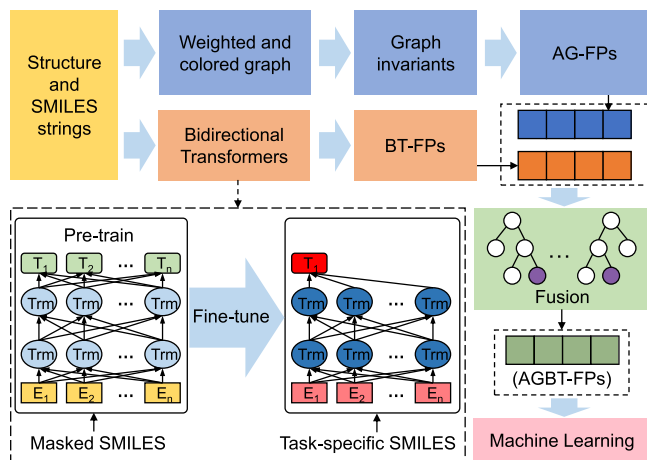 Structure
and
SMILES
strings
Weighted and
colored graph
Graph
invariants
AG-FPs
Bidirectional
Transformers
BT-FPs
Pre-train
T1 T2 ... Tn
Trm Trm ... Trm
Trm Trm ... Trm
E1 E2 ... En
Masked SMILES
Fine-tune
T1
Trm Trm ... Trm
Trm Trm ... Trm
E1 E2 ... En
Task-specific SMILES
...
Fusion
(AGBT-FPs)
Machine Learning